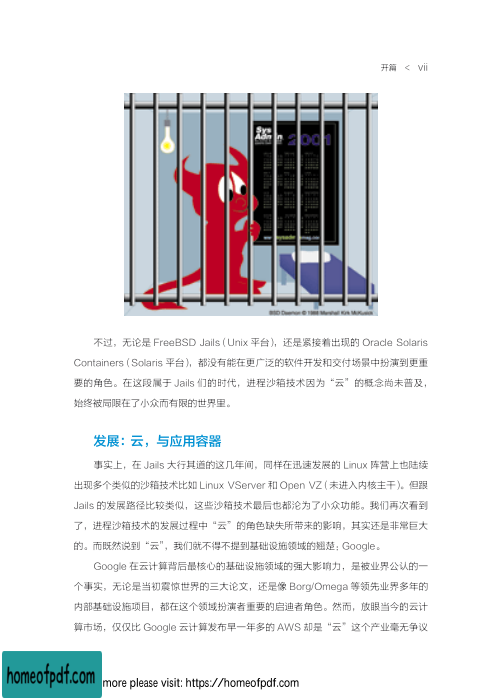 开篇 < vii
Sys
Admin
2001
BSD Daemon © 1988 Marshall Kirk McKusick
不过，无论是 FreeBSD Jails（Unix 平台），还是紧接着出现的 Oracle Solaris
Containers（Solaris 平台），都没有能在更广泛的软件开发和交付场景中扮演到更重
要的角色。在这段属于 Jails 们的时代，进程沙箱技术因为“云”的概念尚未普及，
始终被局限在了小众而有限的世界里。
发展：云，与应用容器
事实上，在 Jails 大行其道的这几年间，同样在迅速发展的 Linux 阵营上也陆续
出现多个类似的沙箱技术比如 Linux VServer 和 Open VZ（未进入内核主干）。但跟
Jails 的发展路径比较类似，这些沙箱技术最后也都沦为了小众功能。我们再次看到
了，进程沙箱技术的发展过程中“云”的角色缺失所带来的影响，其实还是非常巨大
的。而既然说到“云”，我们就不得不提到基础设施领域的翘楚：Google。
Google 在云计算背后最核心的基础设施领域的强大影响力，是被业界公认的一
个事实，无论是当初震惊世界的三大论文，还是像 Borg/Omega 等领先业界多年的
内部基础设施项目，都在这个领域扮演者重要的启迪者角色。然而，放眼当今的云计
算市场，仅仅比 Google 云计算发布早一年多的 AWS 却是“云”这个产业毫无争议
homeofpdf.com
more please visit: https://homeofpdf.com